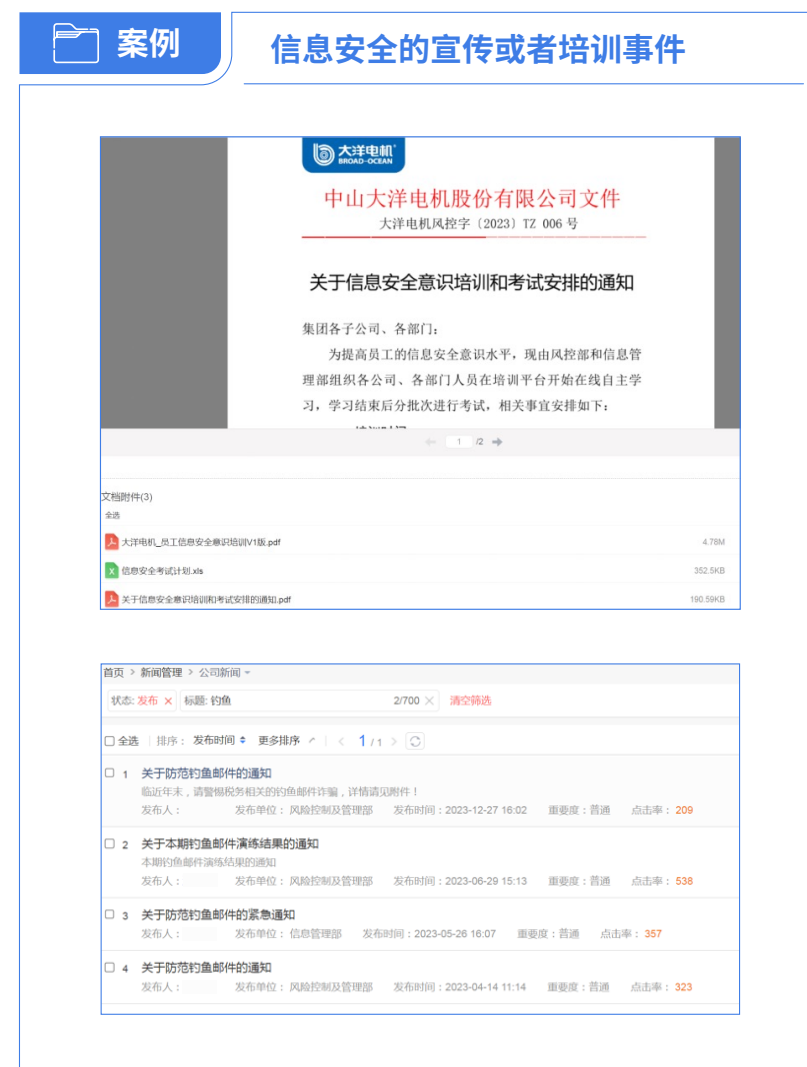 案例
信息安全的宣传或者培训事件
大洋电机
BROAD-OCEAN
中山大洋电机股份有限公司文件
大洋电机风控字〔2023〕TZ 006 号
关于信息安全意识培训和考试安排的通知
集团各子公司、各部门:
为提高员工的信息安全意识水平，现由风控部和信息管
理部组织各公司、各部门人员在培训平台开始在线自主学
习，学习结束后分批次进行考试，相关事宜安排如下:
1 /2
文档附件(3)
全选
大洋电机_员工信息安全意识培训V1版.pdf 4.78M
信息安全考试计划.xls 352.5KB
关于信息安全意识培训和考试安排的通知.pdf 190.59KB
首页 > 新闻管理 > 公司新闻
状态: 发布 × 标题: 钓鱼 2/700 × 清空筛选
全选 排序： 发布时间 更多排序 < 1 / 1 >
1 关于防范钓鱼邮件的通知
临近年末，请警惕税务相关的钓鱼邮件诈骗，详情请见附件！
发布人： 发布单位： 风险控制及管理部 发布时间：2023-12-27 16:02 重要度：普通 点击率： 209
2 关于本期钓鱼邮件演练结果的通知
本期钓鱼邮件演练结果的通知
发布人： 发布单位： 风险控制及管理部 发布时间：2023-06-29 15:13 重要度：普通 点击率： 538
3 关于防范钓鱼邮件的紧急通知
发布人： 发布单位： 信息管理部 发布时间：2023-05-26 16:07 重要度：普通 点击率： 357
4 关于防范钓鱼邮件的通知
发布人： 发布单位： 风险控制及管理部 发布时间：2023-04-14 11:14 重要度：普通 点击率： 323